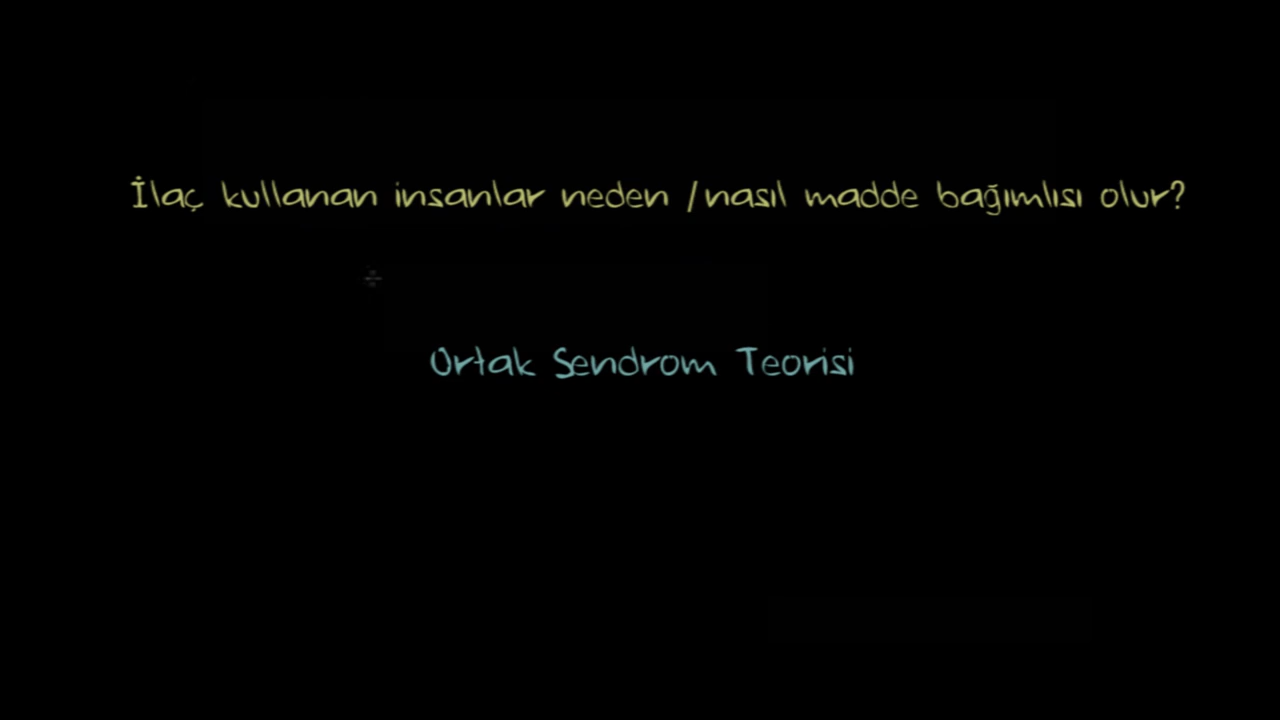 İlaç kullanan insanlar neden / nasıl madde bağımlısı olur?
Ortak Sendrom Teorisi